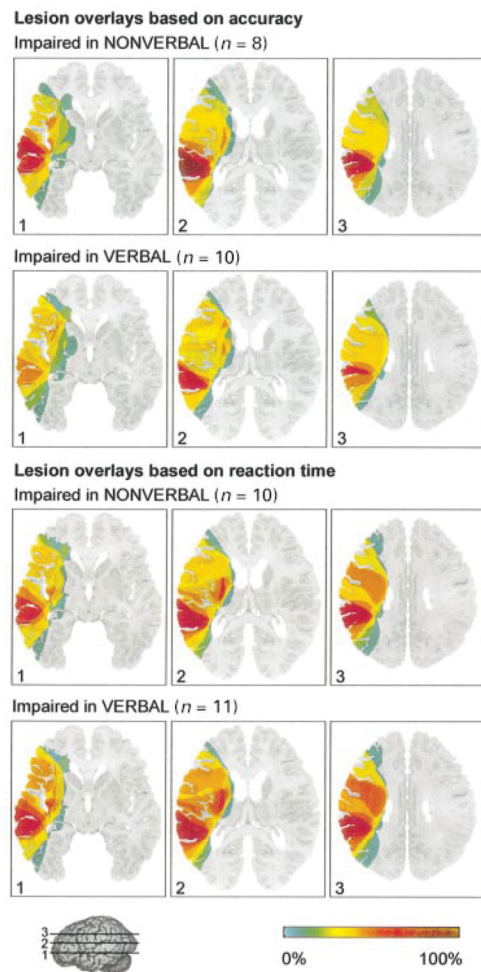 Lesion overlays based on accuracy
Impaired in NONVERBAL (n = 8)
1 2 3
Impaired in VERBAL (n = 10)
1 2 3
Lesion overlays based on reaction time
Impaired in NONVERBAL (n = 10)
1 2 3
Impaired in VERBAL (n = 11)
1 2 3
3
2
1
0% 100%